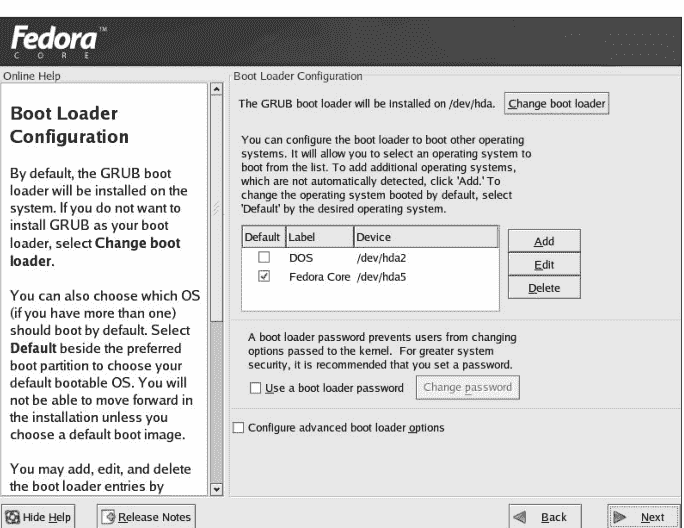 Fedora™
CORE
Online Help
Boot Loader
Configuration
By default, the GRUB boot
loader will be installed on the
system. If you do not want to
install GRUB as your boot
loader, select Change boot
loader.
You can also choose which OS
(if you have more than one)
should boot by default. Select
Default beside the preferred
boot partition to choose your
default bootable OS. You will
not be able to move forward in
the installation unless you
choose a default boot image.
You may add, edit, and delete
the boot loader entries by
Boot Loader Configuration
The GRUB boot loader will be installed on /dev/hda. Change boot loader
You can configure the boot loader to boot other operating
systems. It will allow you to select an operating system to
boot from the list. To add additional operating systems,
which are not automatically detected, click 'Add.' To
change the operating system booted by default, select
'Default' by the desired operating system.
Default Label Device
DOS /dev/hda2
Fedora Core /dev/hda5
Add
Edit
Delete
A boot loader password prevents users from changing
options passed to the kernel. For greater system
security, it is recommended that you set a password.
Use a boot loader password Change password
Configure advanced boot loader options
Hide Help Release Notes Back Next